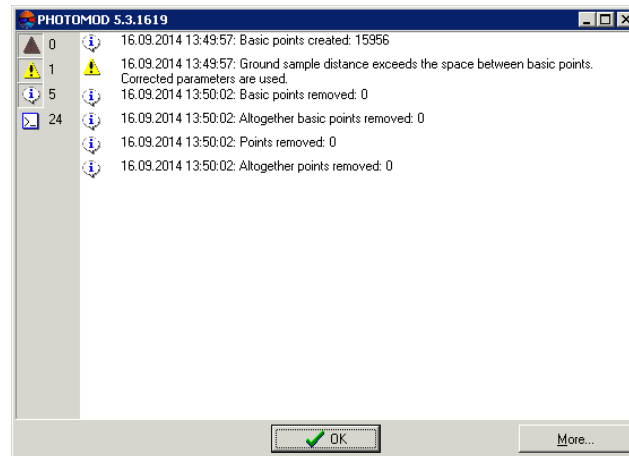 PHOTOMOD 5.3.1619
0
1
5
24
16.09.2014 13:49:57: Basic points created: 15956
16.09.2014 13:49:57: Ground sample distance exceeds the space between basic points.
Corrected parameters are used.
16.09.2014 13:50:02: Basic points removed: 0
16.09.2014 13:50:02: Altogether basic points removed: 0
16.09.2014 13:50:02: Points removed: 0
16.09.2014 13:50:02: Altogether points removed: 0
OK
More...